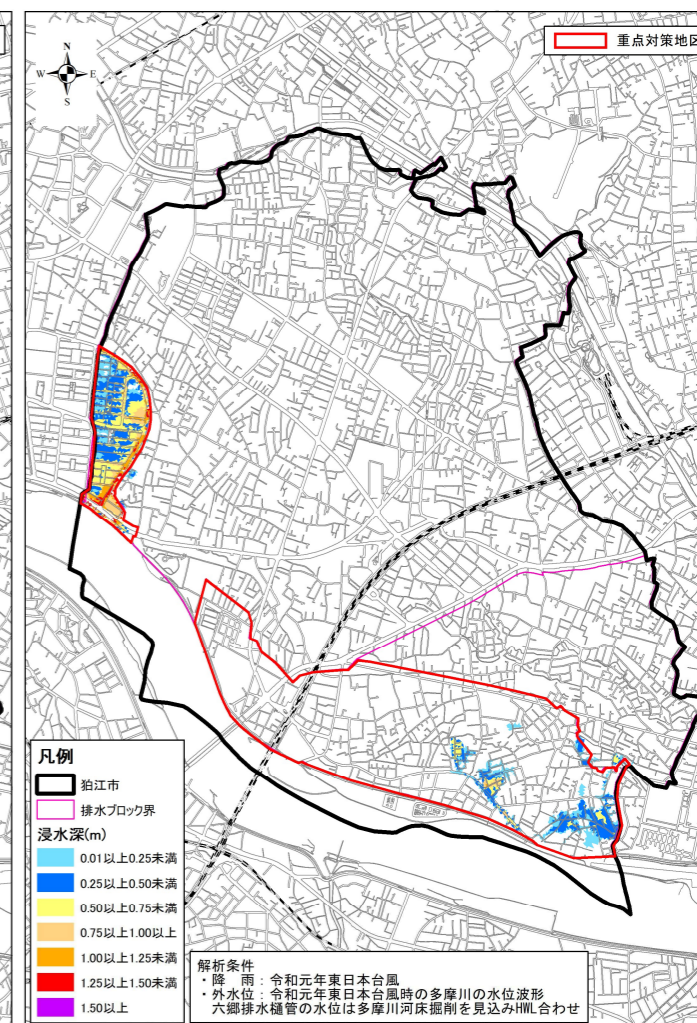 N
W E
S
重点対策地区
凡例
狛江市
排水ブロック界
浸水深(m)
0.01以上0.25未満
0.25以上0.50未満
0.50以上0.75未満
0.75以上1.00以上
1.00以上1.25未満
1.25以上1.50未満
1.50以上
解析条件
・降　雨：令和元年東日本台風
・外水位：令和元年東日本台風時の多摩川の水位波形
六郷排水樋管の水位は多摩川河床掘削を見込みHWL合わせ